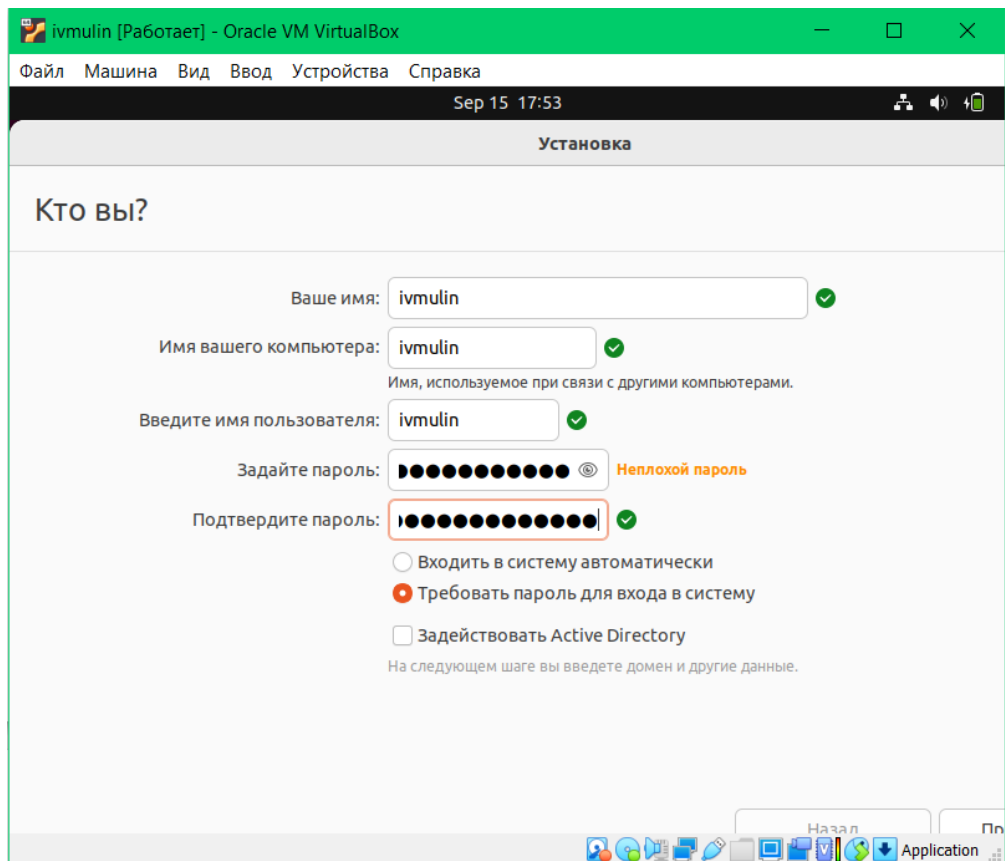 ivmulin [Работает] - Oracle VM VirtualBox
Файл Машина Вид Ввод Устройства Справка
Sep 15 17:53
Установка
Кто вы?
Ваше имя: ivmulin
Имя вашего компьютера: ivmulin
Имя, используемое при связи с другими компьютерами.
Введите имя пользователя: ivmulin
Задайте пароль: Неплохой пароль
Подтвердите пароль:
Входить в систему автоматически
Требовать пароль для входа в систему
Задействовать Active Directory
На следующем шаге вы введете домен и другие данные.
Назад
Application